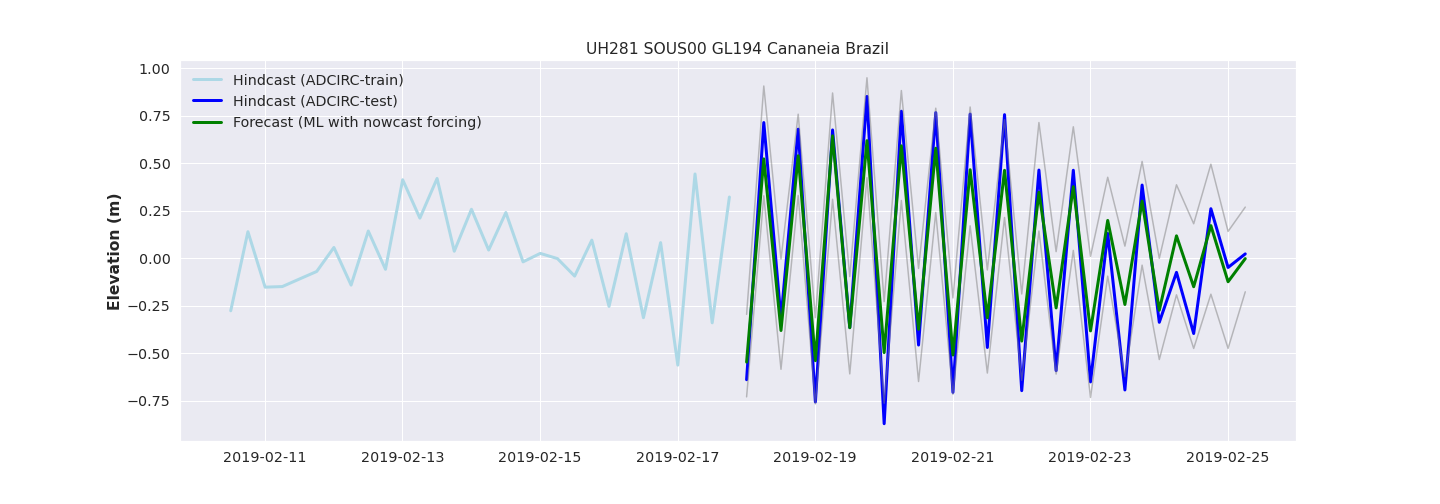 UH281 SOUS00 GL194 Cananeia Brazil
Hindcast (ADCIRC-train)
Hindcast (ADCIRC-test)
Forecast (ML with nowcast forcing)
Elevation (m)
1.00
0.75
0.50
0.25
0.00
−0.25
−0.50
−0.75
2019-02-11 2019-02-13 2019-02-15 2019-02-17 2019-02-19 2019-02-21 2019-02-23 2019-02-25